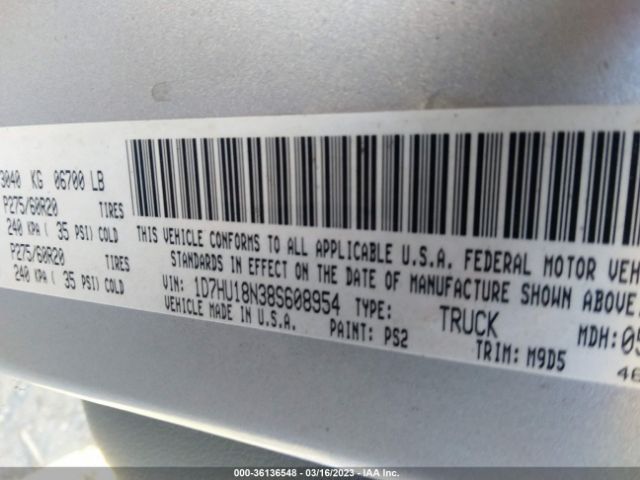 3040 KG 06700 LB
P275/60R20 TIRES
240 KPA( 35 PSI) COLD
P275/60R20 TIRES
240 KPA( 35 PSI) COLD
THIS VEHICLE CONFORMS TO ALL APPLICABLE U.S.A. FEDERAL MOTOR VEH
STANDARDS IN EFFECT ON THE DATE OF MANUFACTURE SHOWN ABOVE.
VIN: 1D7HU18N38S608954 TYPE: TRUCK MDH:05
VEHICLE MADE IN U.S.A. PAINT: PS2 TRIM: M9D5
46
000-36136548 - 03/16/2023 - IAA Inc.